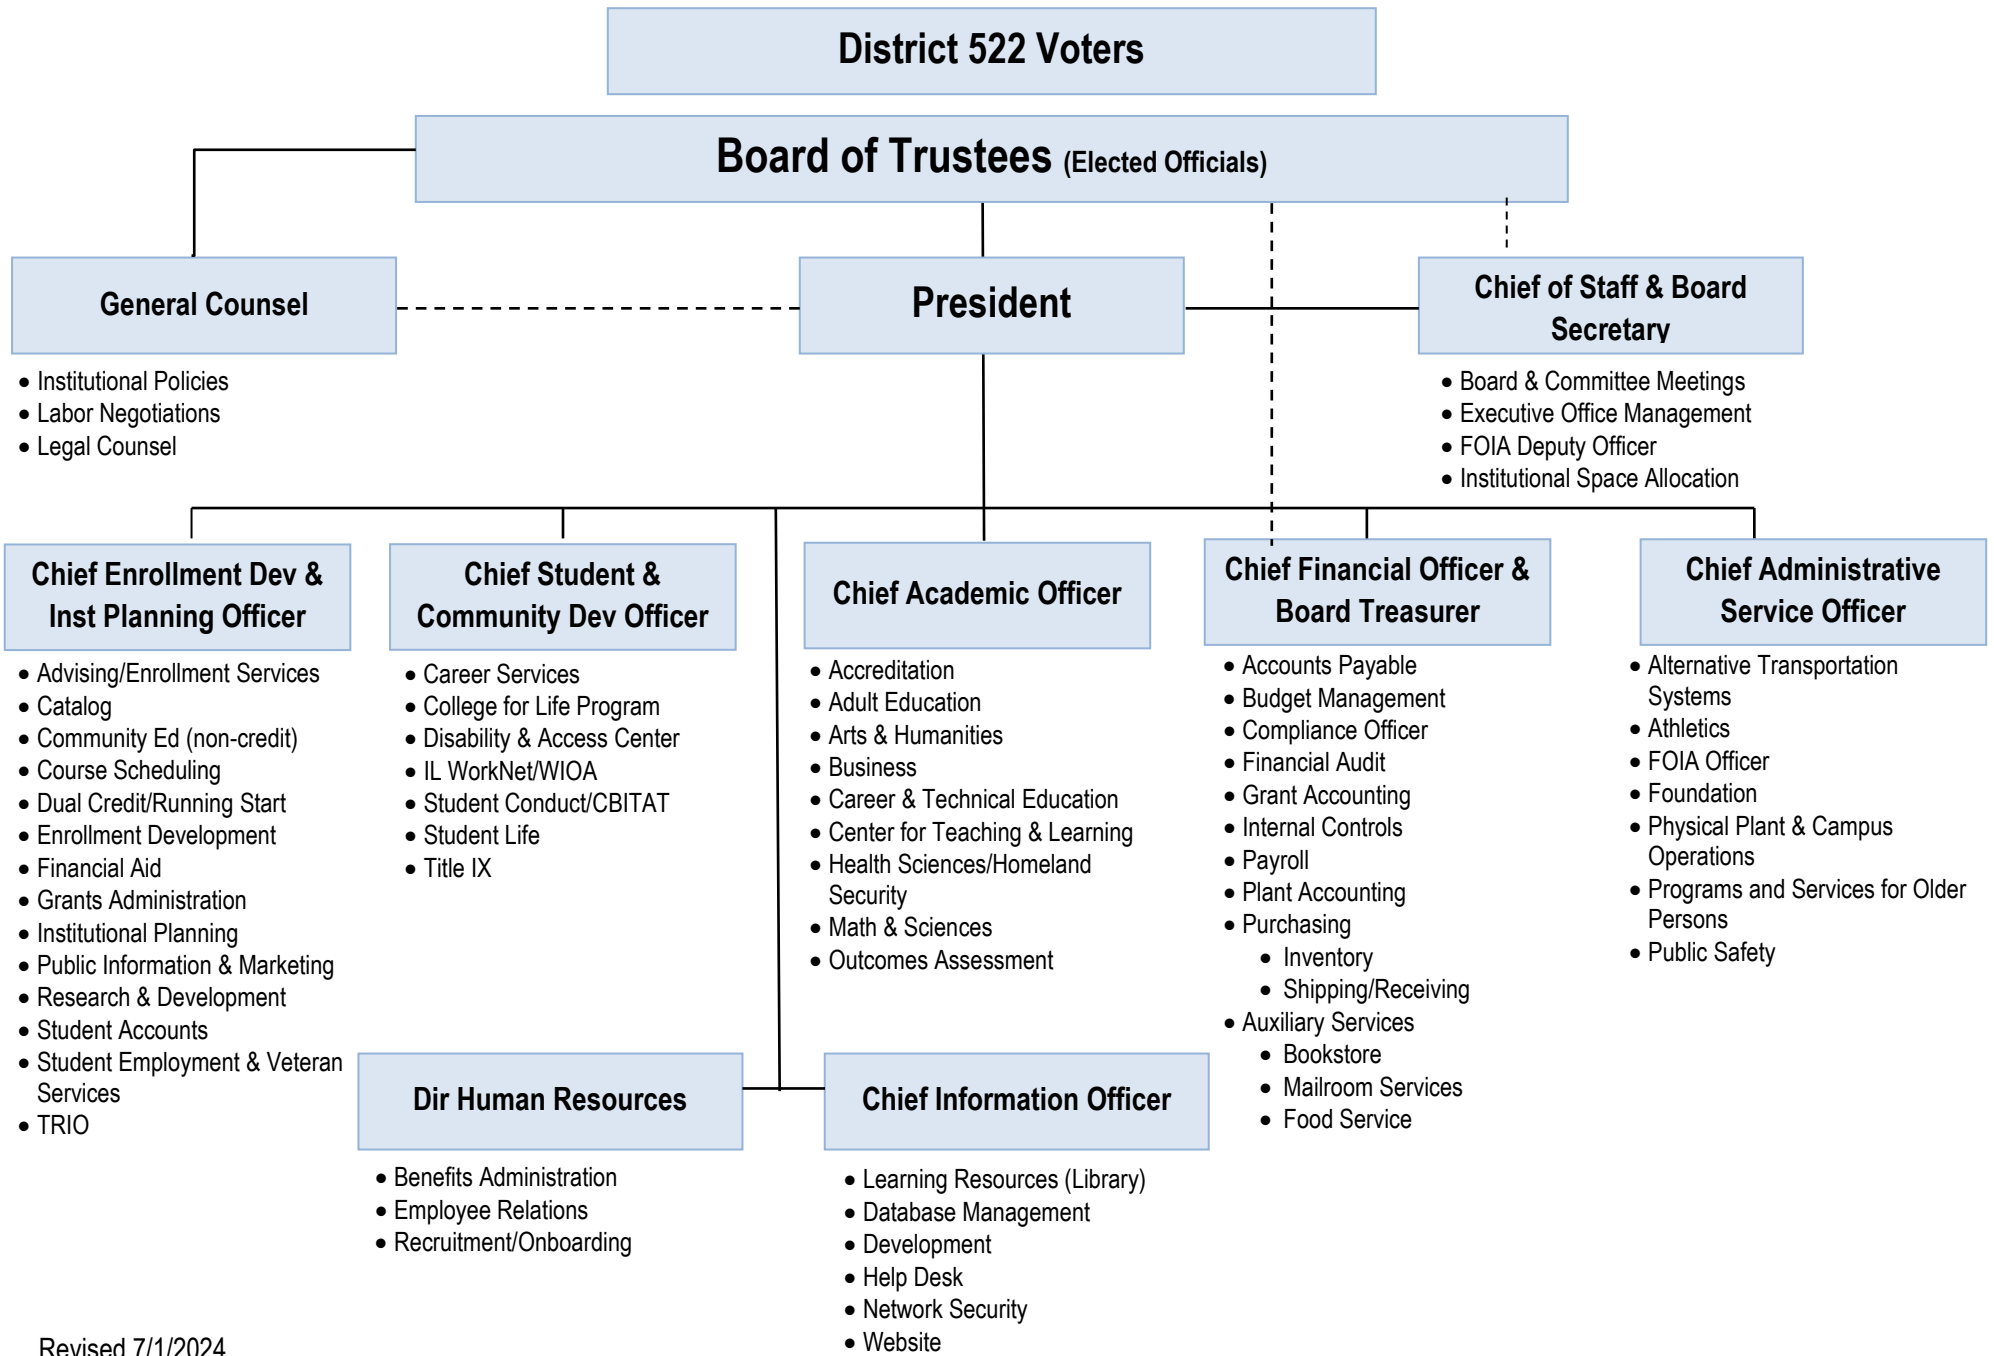 District 522 Voters
Board of Trustees (Elected Officials)
General Counsel
• Institutional Policies
• Labor Negotiations
• Legal Counsel
President
Chief of Staff & Board
Secretary
• Board & Committee Meetings
• Executive Office Management
• FOIA Deputy Officer
• Institutional Space Allocation
Chief Enrollment Dev &
Inst Planning Officer
• Advising/Enrollment Services
• Catalog
• Community Ed (non-credit)
• Course Scheduling
• Dual Credit/Running Start
• Enrollment Development
• Financial Aid
• Grants Administration
• Institutional Planning
• Public Information & Marketing
• Research & Development
• Student Accounts
• Student Employment & Veteran
Services
• TRIO
Chief Student &
Community Dev Officer
• Career Services
• College for Life Program
• Disability & Access Center
• IL WorkNet/WIOA
• Student Conduct/CBITAT
• Student Life
• Title IX
Chief Academic Officer
• Accreditation
• Adult Education
• Arts & Humanities
• Business
• Career & Technical Education
• Center for Teaching & Learning
• Health Sciences/Homeland
Security
• Math & Sciences
• Outcomes Assessment
Chief Financial Officer &
Board Treasurer
• Accounts Payable
• Budget Management
• Compliance Officer
• Financial Audit
• Grant Accounting
• Internal Controls
• Payroll
• Plant Accounting
• Purchasing
• Inventory
• Shipping/Receiving
• Auxiliary Services
• Bookstore
• Mailroom Services
• Food Service
Chief Administrative
Service Officer
• Alternative Transportation
Systems
• Athletics
• FOIA Officer
• Foundation
• Physical Plant & Campus
Operations
• Programs and Services for Older
Persons
• Public Safety
Dir Human Resources
• Benefits Administration
• Employee Relations
• Recruitment/Onboarding
Chief Information Officer
• Learning Resources (Library)
• Database Management
• Development
• Help Desk
• Network Security
• Website
Revised 7/1/2024